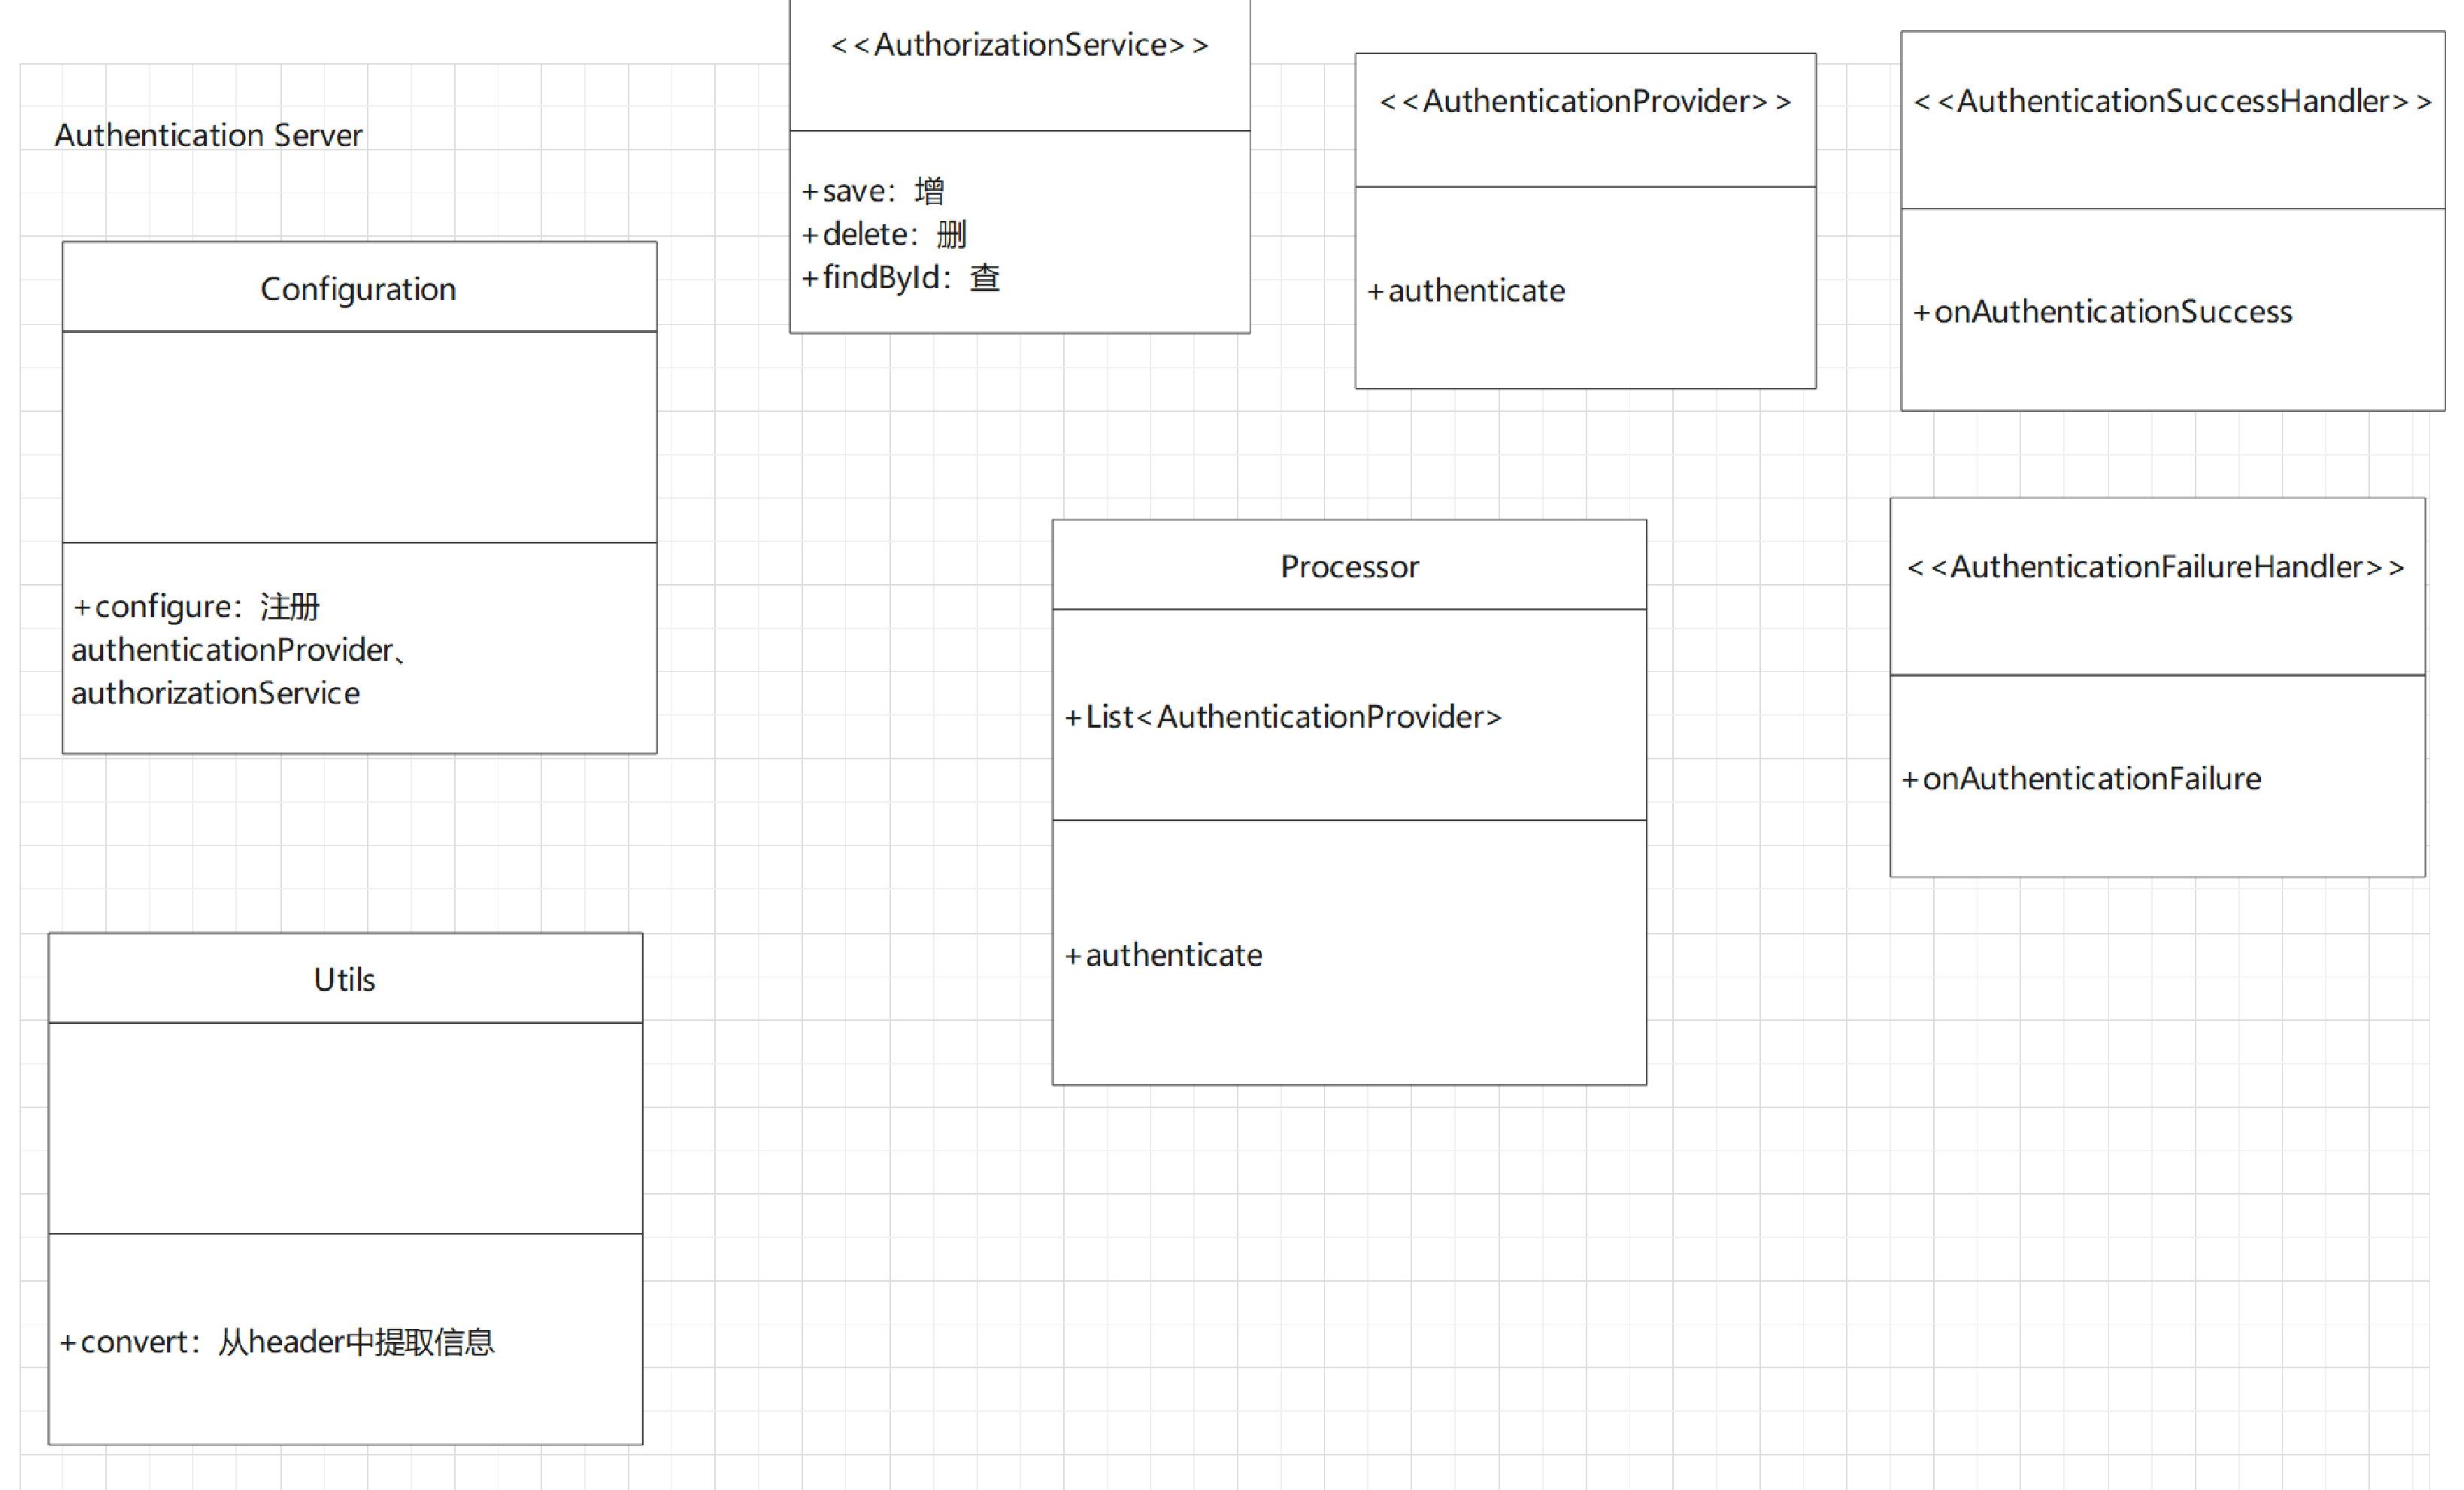 Authentication Server
<<AuthorizationService>>
+save：增
+delete：删
+findById：查
<<AuthenticationProvider>>
+authenticate
<<AuthenticationSuccessHandler>>
+onAuthenticationSuccess
Configuration
+configure：注册
authenticationProvider、
authorizationService
Processor
+List<AuthenticationProvider>
+authenticate
<<AuthenticationFailureHandler>>
+onAuthenticationFailure
Utils
+convert：从header中提取信息